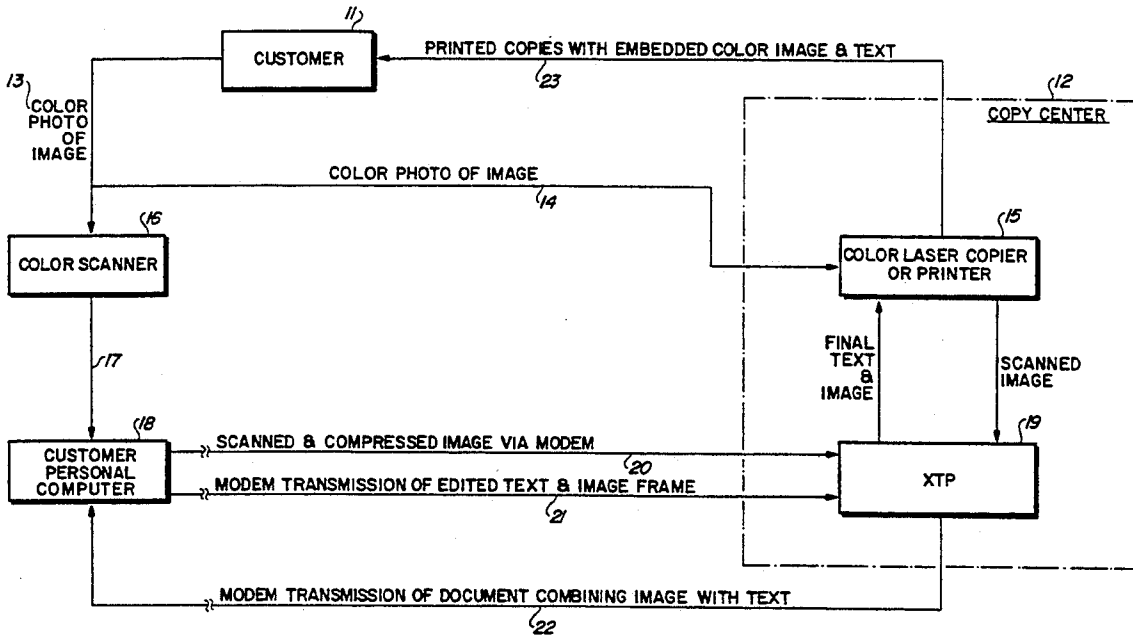 11
CUSTOMER
PRINTED COPIES WITH EMBEDDED COLOR IMAGE & TEXT
23
13
COLOR
PHOTO
OF
IMAGE
12
COPY CENTER
COLOR PHOTO OF IMAGE
14
16
COLOR SCANNER
15
COLOR LASER COPIER
OR PRINTER
17
FINAL
TEXT
&
IMAGE
SCANNED
IMAGE
18
CUSTOMER
PERSONAL
COMPUTER
SCANNED & COMPRESSED IMAGE VIA MODEM
20
MODEM TRANSMISSION OF EDITED TEXT & IMAGE FRAME
21
19
XTP
MODEM TRANSMISSION OF DOCUMENT COMBINING IMAGE WITH TEXT
22